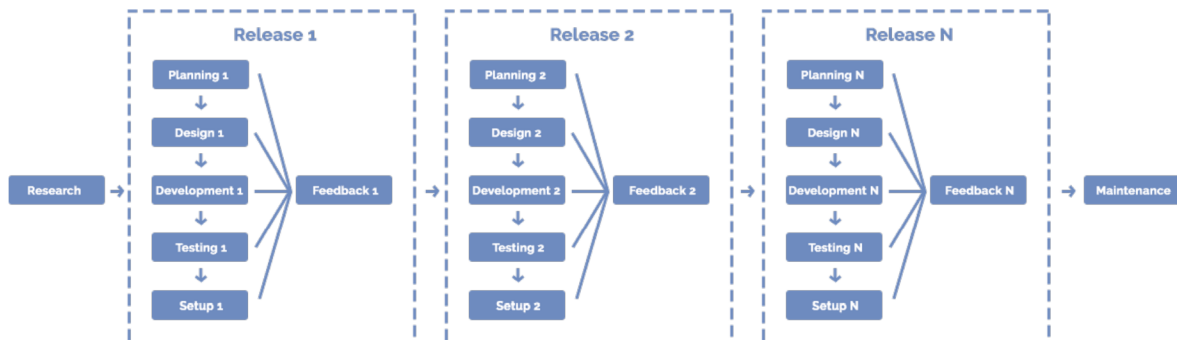 Release 1
Planning 1
Design 1
Research
Development 1
Feedback 1
Testing 1
Setup 1
Release 2
Planning 2
Design 2
Development 2
Feedback 2
Testing 2
Setup 2
Release N
Planning N
Design N
Development N
Feedback N
Testing N
Setup N
Maintenance